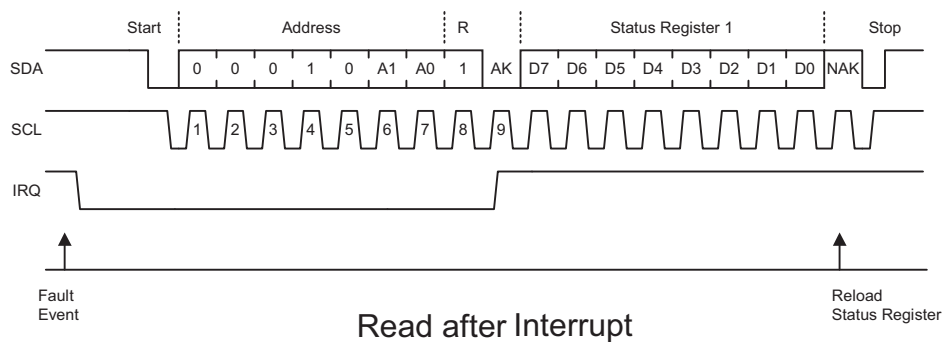 Start Address R Status Register 1 Stop
SDA 0 0 0 1 0 A1 A0 1 AK D7 D6 D5 D4 D3 D2 D1 D0 NAK
SCL 1 2 3 4 5 6 7 8 9
IRQ
Fault
Event
Reload
Status Register
Read after Interrupt